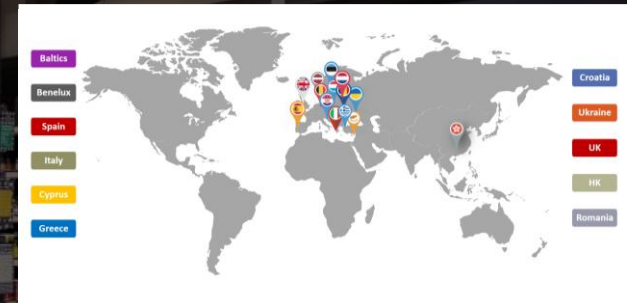 Baltics
Benelux
Spain
Italy
Cyprus
Greece
Croatia
Ukraine
UK
HK
Romania